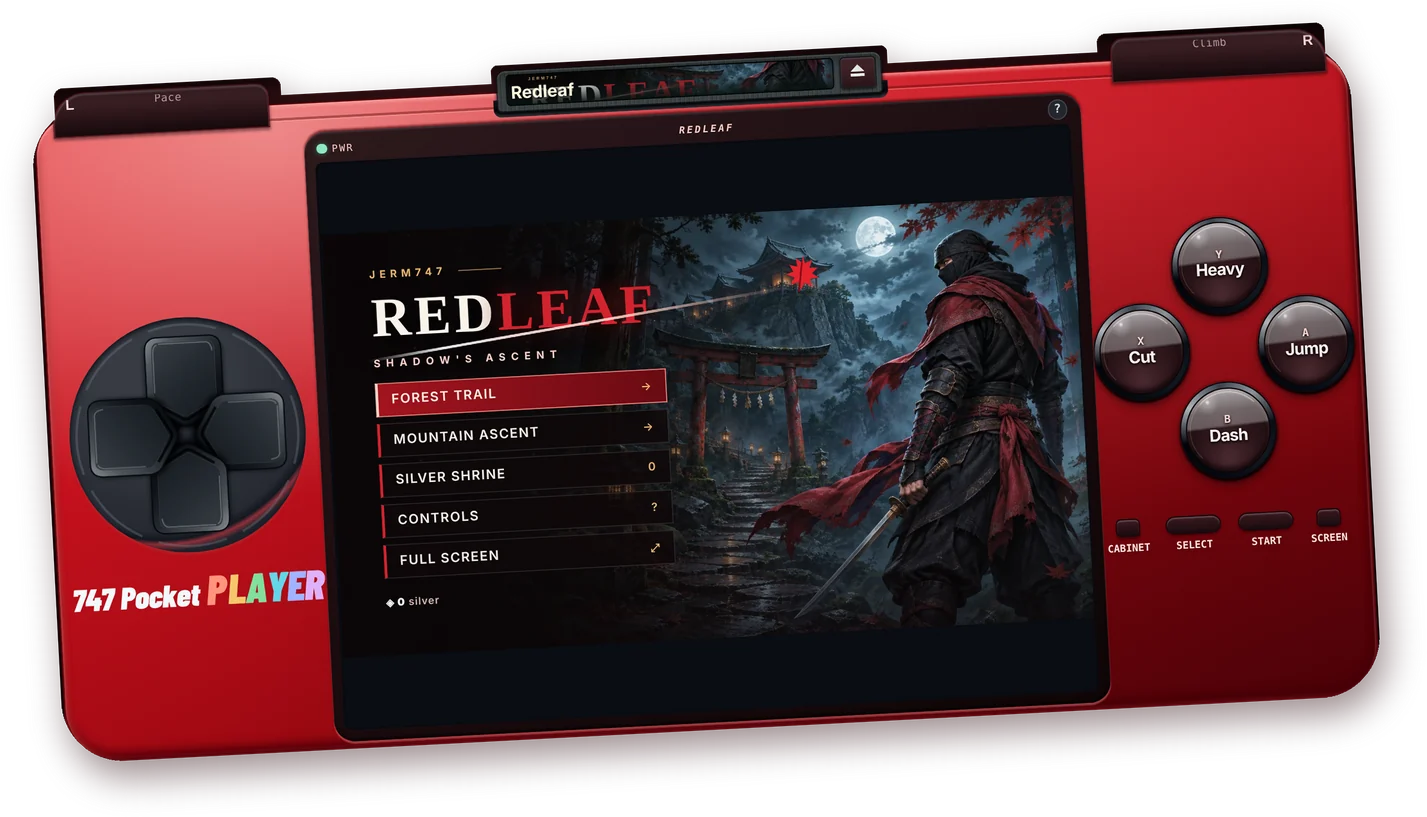 L
Pace
JERM747
Redleaf
REDLEAF
Climb
R
PWR
REDLEAF
?
JERM747
REDLEAF
SHADOW'S ASCENT
FOREST TRAIL →
MOUNTAIN ASCENT →
SILVER SHRINE 0
CONTROLS ?
FULL SCREEN
0 silver
747 Pocket PLAYER
Y
Heavy
X
Cut
A
Jump
B
Dash
CABINET
SELECT
START
SCREEN